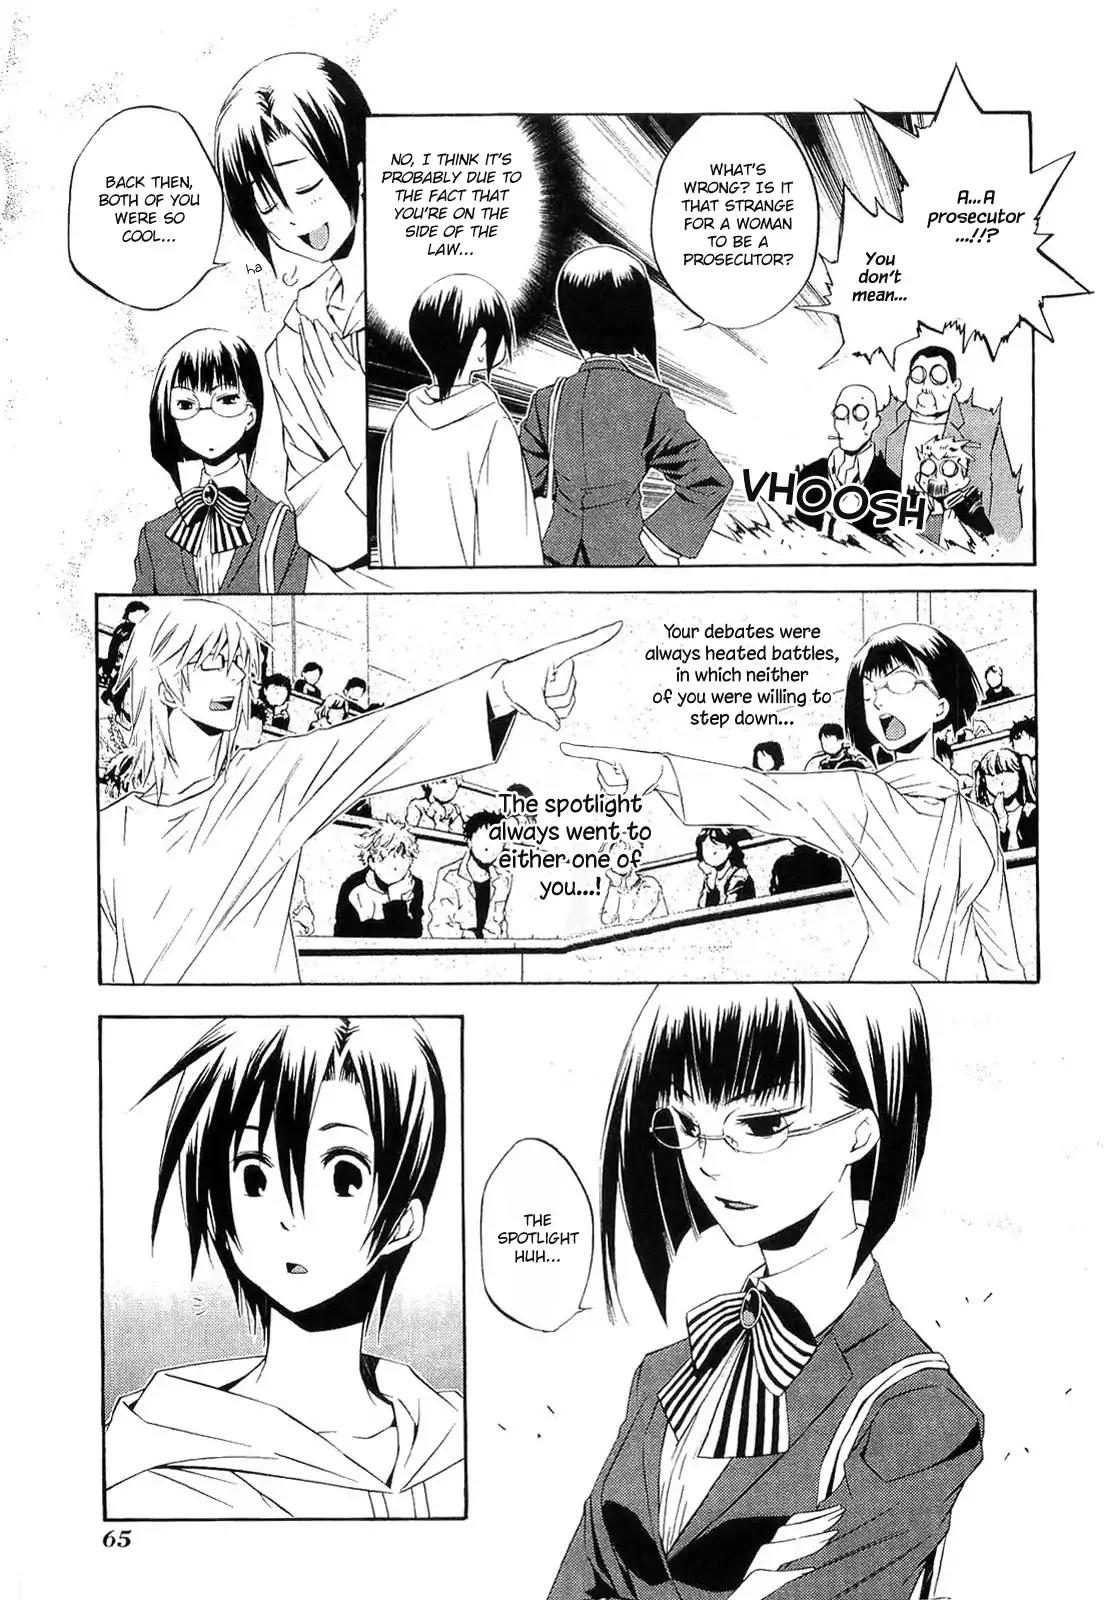 A...A
prosecutor
...!!?
You
don't
mean...
WHAT'S
WRONG? IS IT
THAT STRANGE
FOR A WOMAN
TO BE A
PROSECUTOR?
NO, I THINK IT'S
PROBABLY DUE TO
THE FACT THAT
YOU'RE ON THE
SIDE OF THE
LAW...
VHOOSH
BACK THEN,
BOTH OF YOU
WERE SO
COOL...
ha
Your debates were
always heated battles,
in which neither
of you were willing to
step down...
The spotlight
always went to
either one of
you...!
THE
SPOTLIGHT
HUH...
65